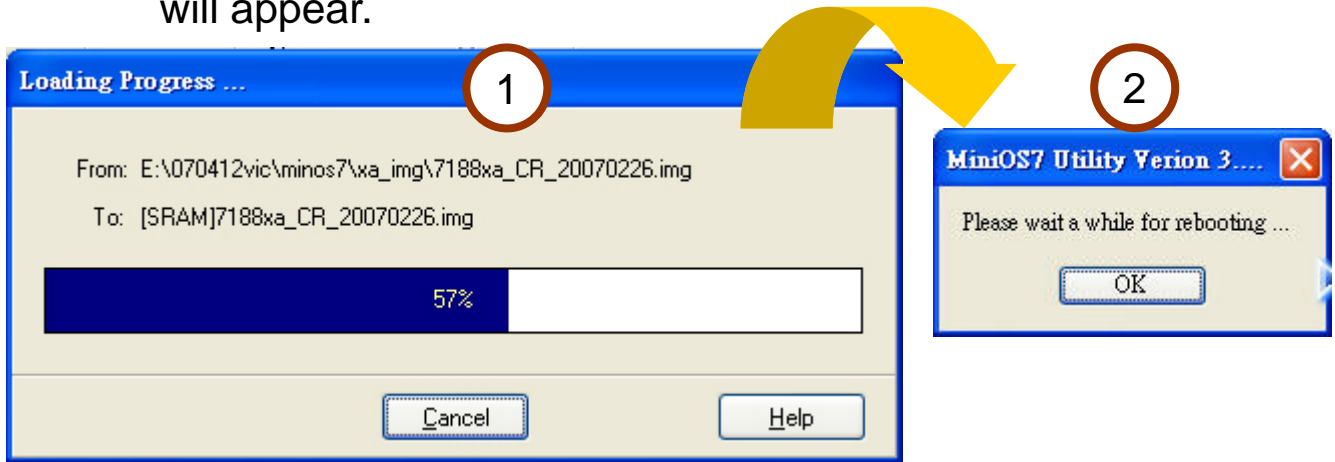 will appear.
Loading Progress ...
1
From: E:\070412vic\minos7\xa_img\7188xa_CR_20070226.img
To: [SRAM]7188xa_CR_20070226.img
57%
Cancel
Help
2
MiniOS7 Utility Verion 3....
Please wait a while for rebooting ...
OK